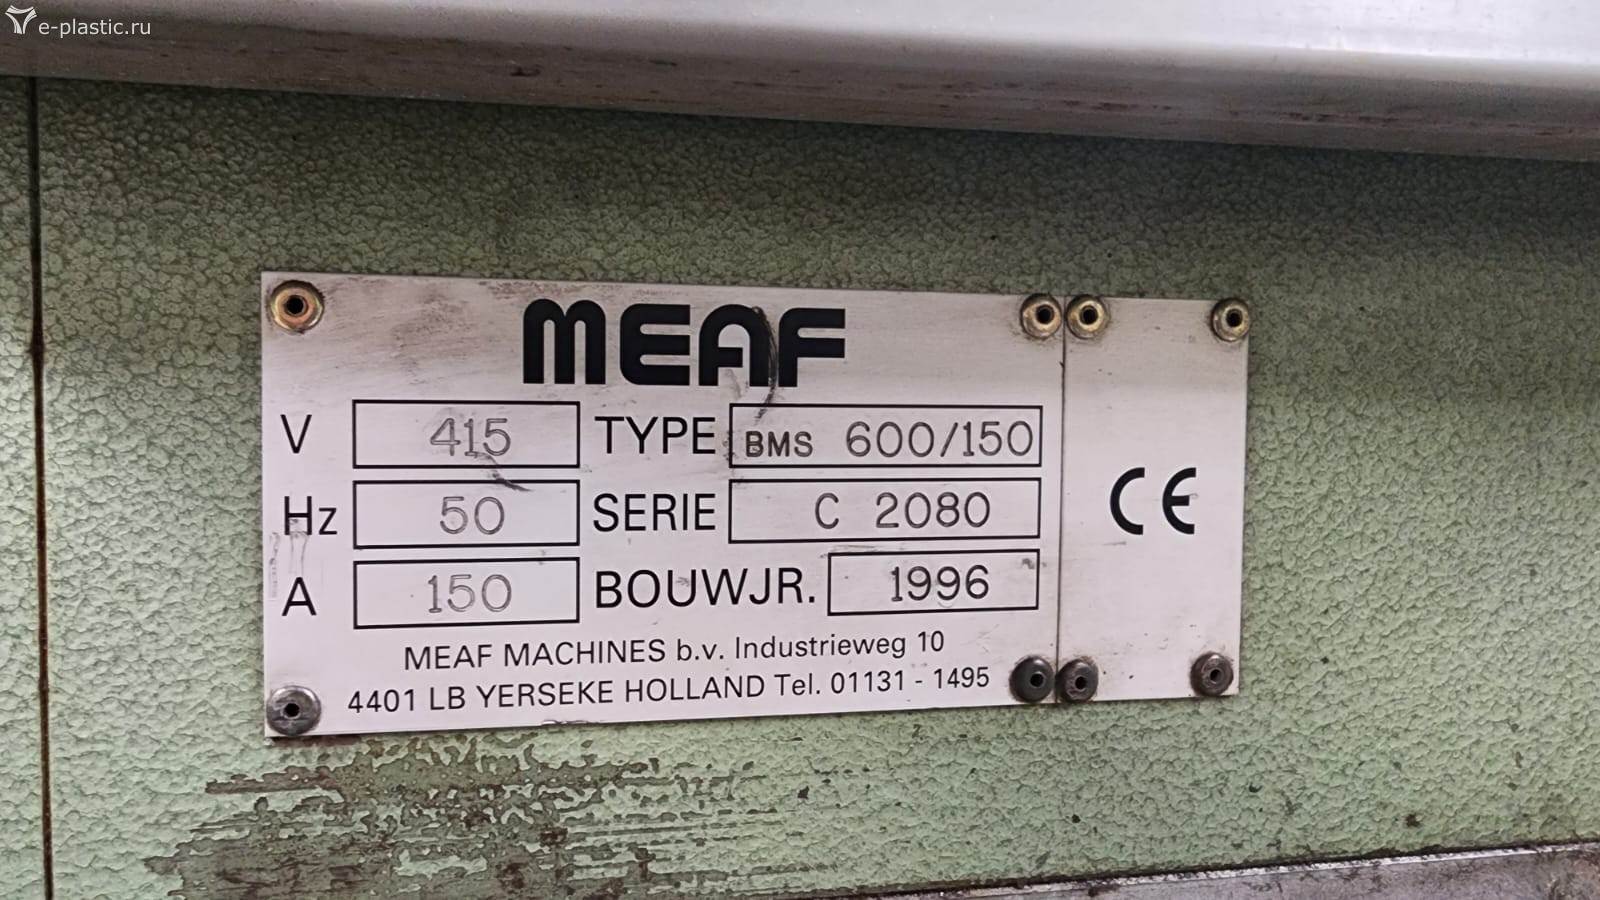 e-plastic.ru
MEAF
V 415 TYPE BMS 600/150
Hz 50 SERIE C 2080
A 150 BOUWJR. 1996
MEAF MACHINES b.v. Industrieweg 10
4401 LB YERSEKE HOLLAND Tel. 01131 - 1495
CE